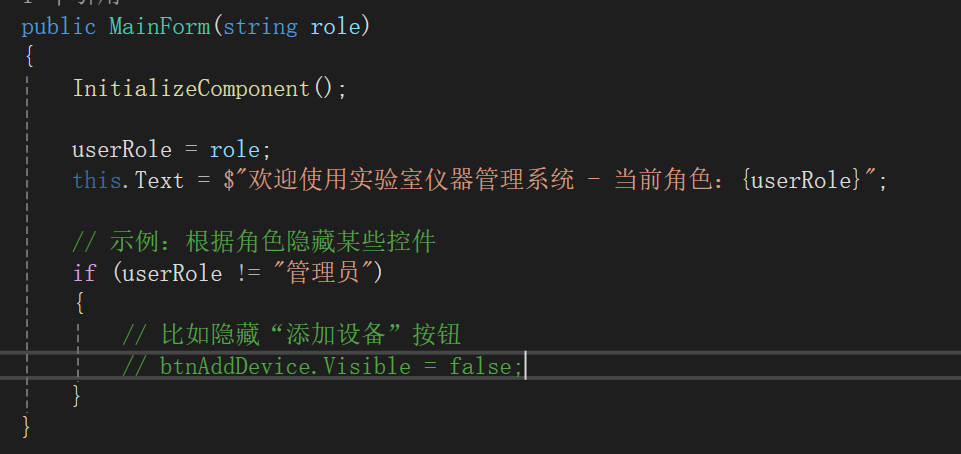 public MainForm(string role)
{
InitializeComponent();
userRole = role;
this.Text = $"欢迎使用实验室仪器管理系统 - 当前角色：{userRole}";
// 示例：根据角色隐藏某些控件
if (userRole != "管理员")
{
// 比如隐藏“添加设备”按钮
// btnAddDevice.Visible = false;
}
}